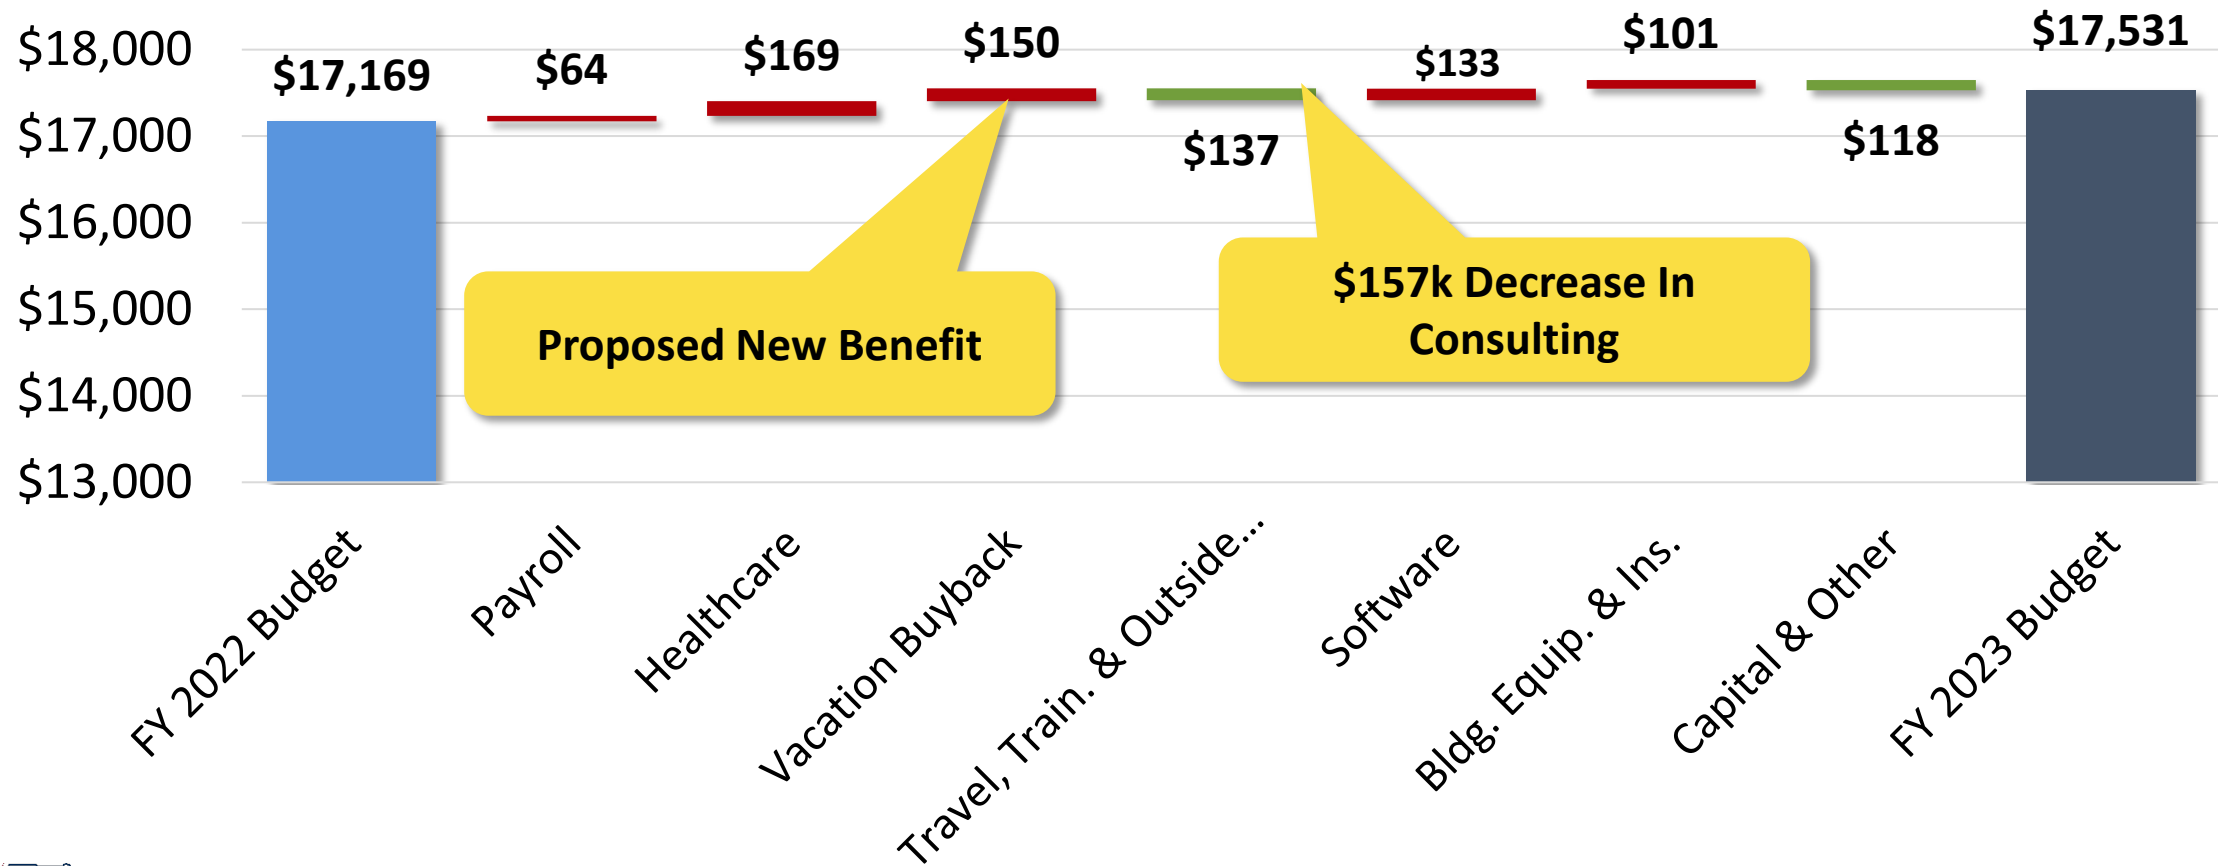 $18,000
$17,000
$16,000
$15,000
$14,000
$13,000
$17,169
$64
$169
$150
$137
$133
$101
$118
$17,531
Proposed New Benefit
$157k Decrease In
Consulting
FY 2022 Budget
Payroll
Healthcare
Vacation Buyback
Travel, Train. & Outside...
Software
Bldg. Equip. & Ins.
Capital & Other
FY 2023 Budget